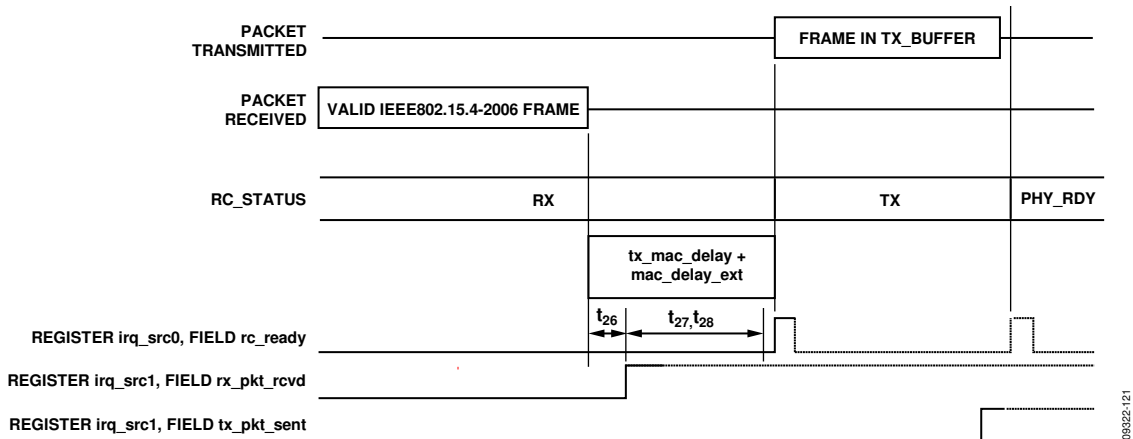 PACKET
TRANSMITTED
FRAME IN TX_BUFFER
PACKET
RECEIVED
VALID IEEE802.15.4-2006 FRAME
RC_STATUS
RX
TX
PHY_RDY
tx_mac_delay +
mac_delay_ext
t26
t27,t28
REGISTER irq_src0, FIELD rc_ready
REGISTER irq_src1, FIELD rx_pkt_rcvd
REGISTER irq_src1, FIELD tx_pkt_sent
09322-121